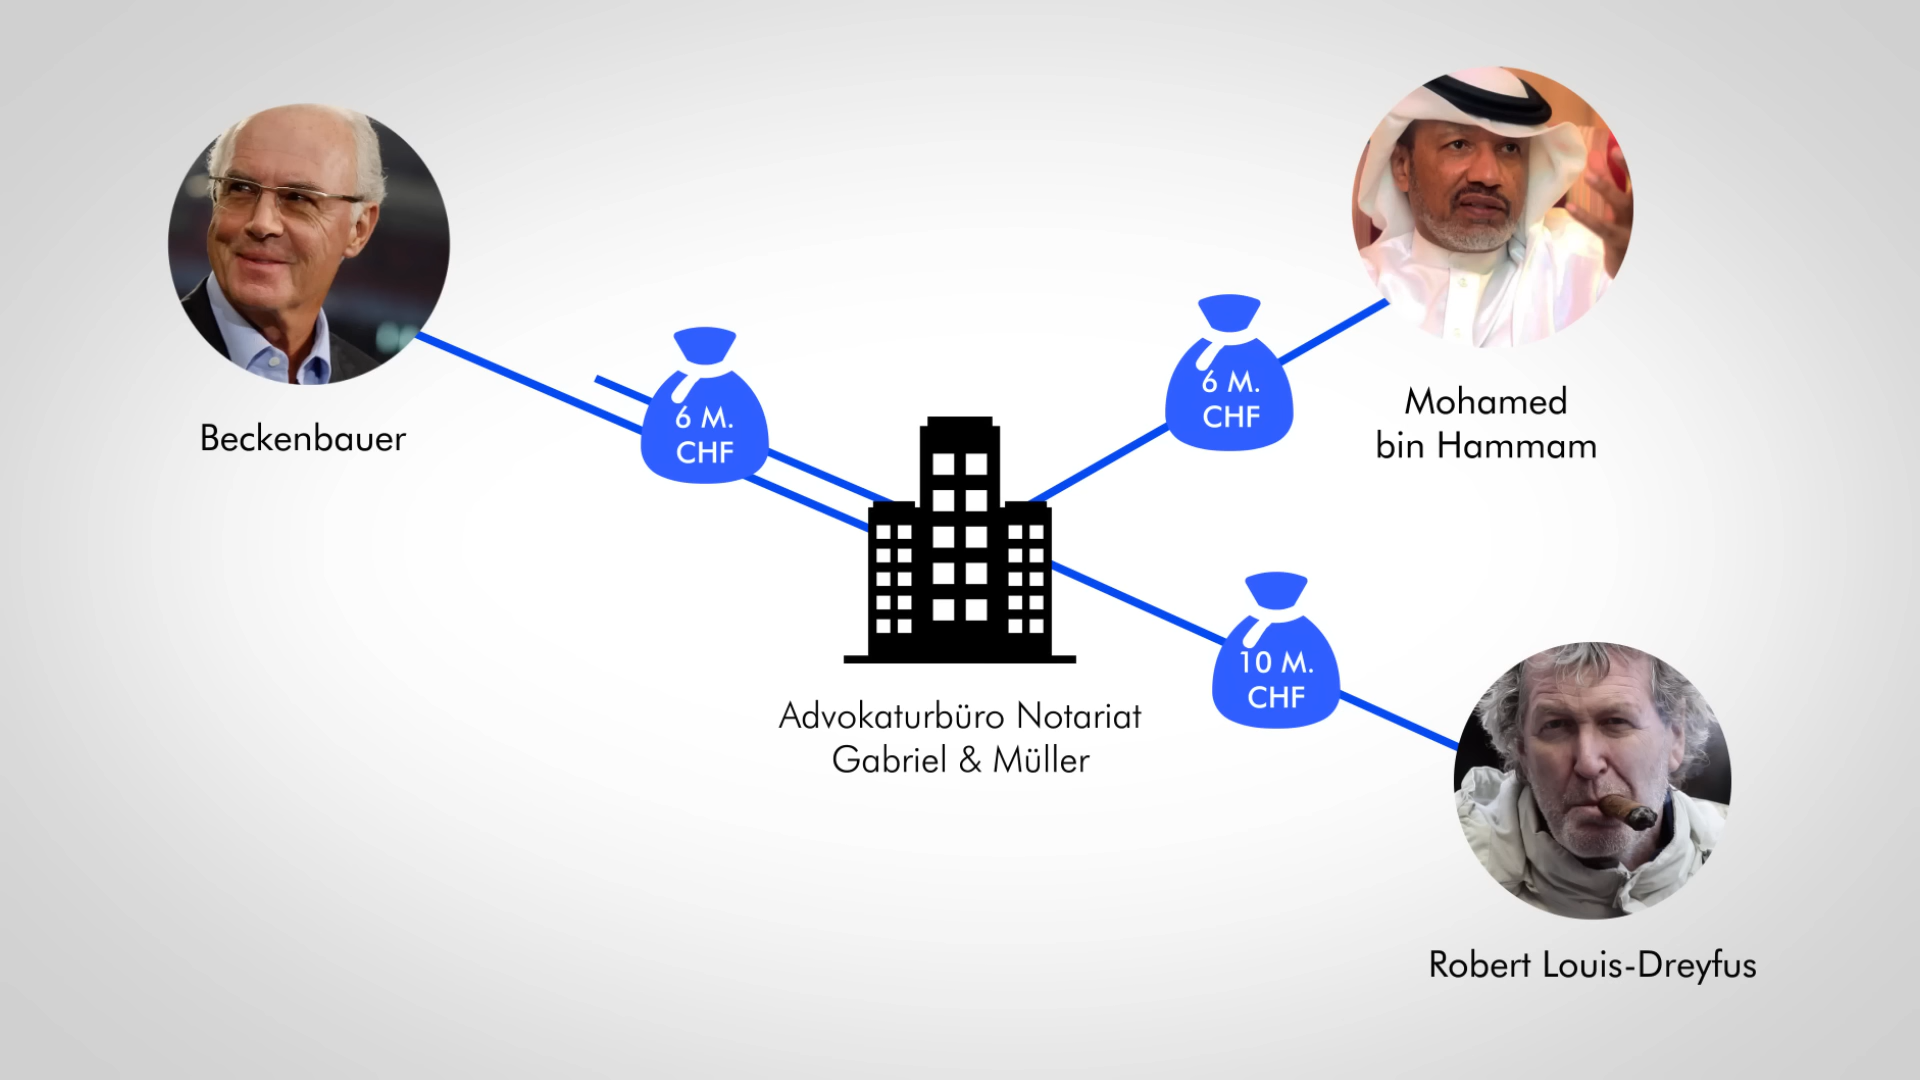 Beckenbauer
6 M.
CHF
6 M.
CHF
Mohamed
bin Hammam
Advokaturbüro Notariat
Gabriel & Müller
10 M.
CHF
Robert Louis-Dreyfus